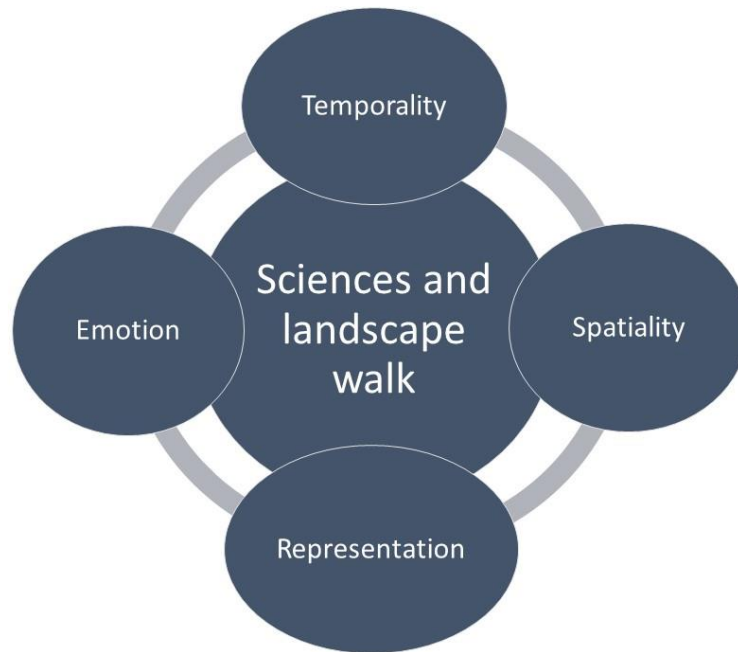 Temporality
Sciences and
landscape
walk
Emotion
Spatiality
Representation